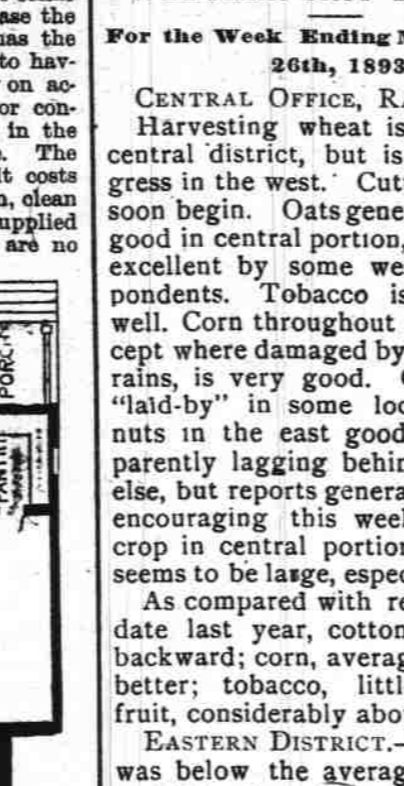 ase the
has the
to hav-
on ac-
or con-
in the
The
It costs
clean
supplied
are no
PORCH
PANTRY
For the Week Ending
26th, 1893
CENTRAL OFFICE, RA
Harvesting wheat is
central district, but is
gress in the west. Cut
soon begin. Oats gene
good in central portion,
excellent by some we
pondents. Tobacco is
well. Corn throughout
cept where damaged by
rains, is very good.
"laid-by" in some loc
nuts in the east good
parently lagging behin
else, but reports genera
encouraging this week
crop in central portion
seems to be large, espec
As compared with re
date last year, cotton
backward; corn, averag
better; tobacco, littl
fruit, considerably abo
EASTERN DISTRICT.—
was below the averag